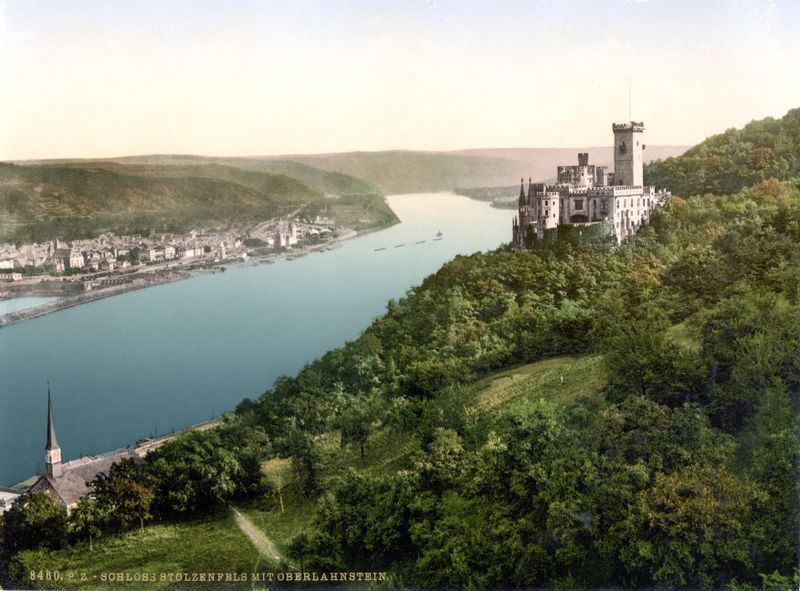 8460. P. Z. - SCHLOSS STOLZENFELS MIT OBERLAHNSTEIN.